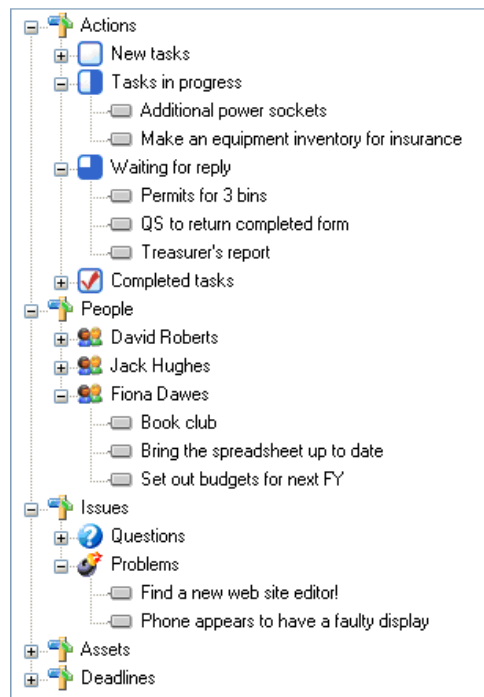 Actions
New tasks
Tasks in progress
Additional power sockets
Make an equipment inventory for insurance
Waiting for reply
Permits for 3 bins
QS to return completed form
Treasurer's report
Completed tasks
People
David Roberts
Jack Hughes
Fiona Dawes
Book club
Bring the spreadsheet up to date
Set out budgets for next FY
Issues
Questions
Problems
Find a new web site editor!
Phone appears to have a faulty display
Assets
Deadlines